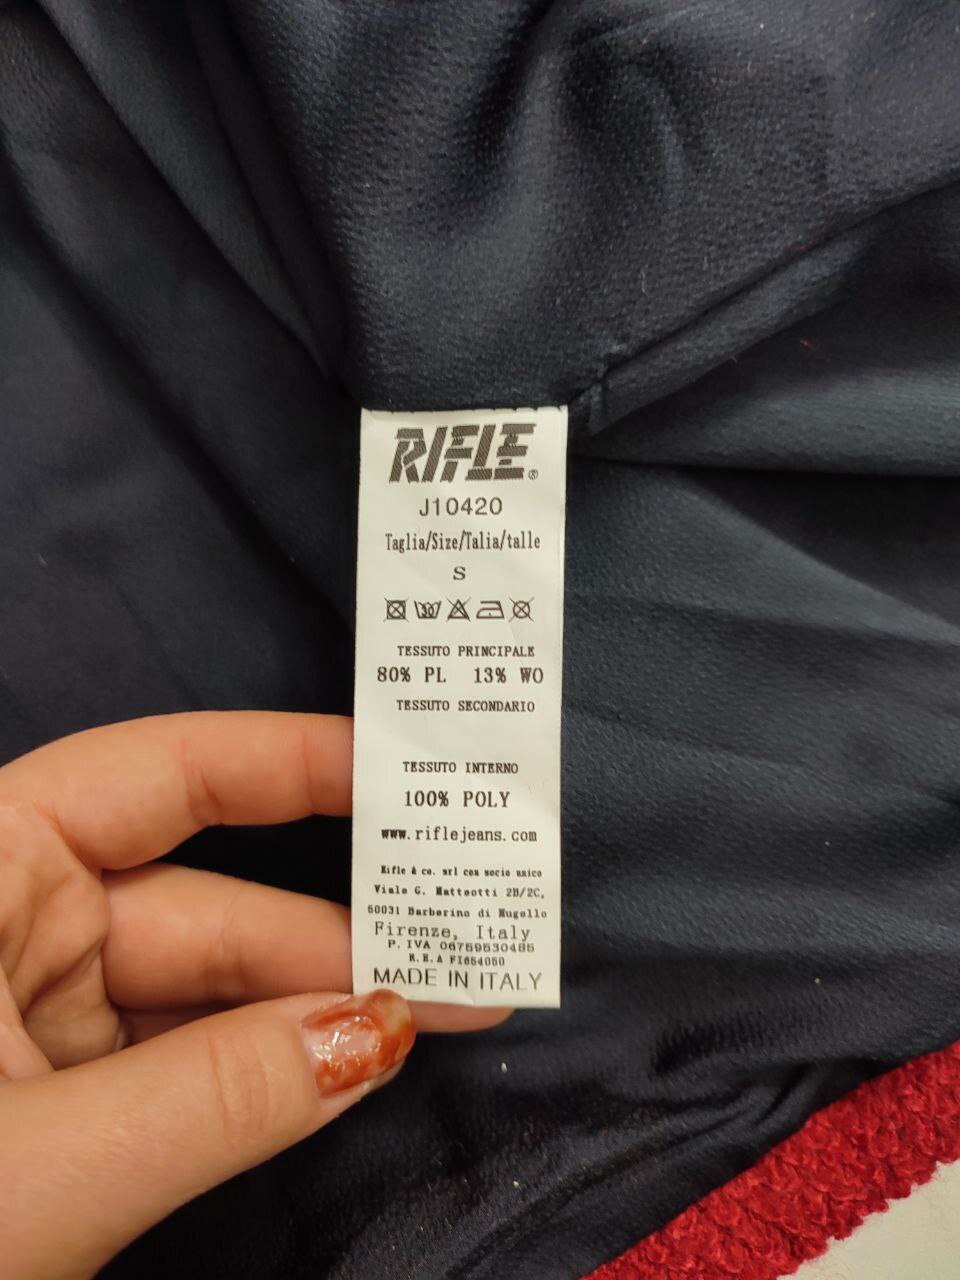 RIFLE®
J10420
Taglia/Size/Talia/talle
S
TESSUTO PRINCIPALE
80% PL 13% WO
TESSUTO SECONDARIO
TESSUTO INTERNO
100% POLY
www.riflejeans.com
Rifle & co. srl con socio unico
Viale G. Matteotti 2B/2C,
50031 Barberino di Mugello
Firenze, Italy
P. IVA 06759530485
R.E.A FI654050
MADE IN ITALY